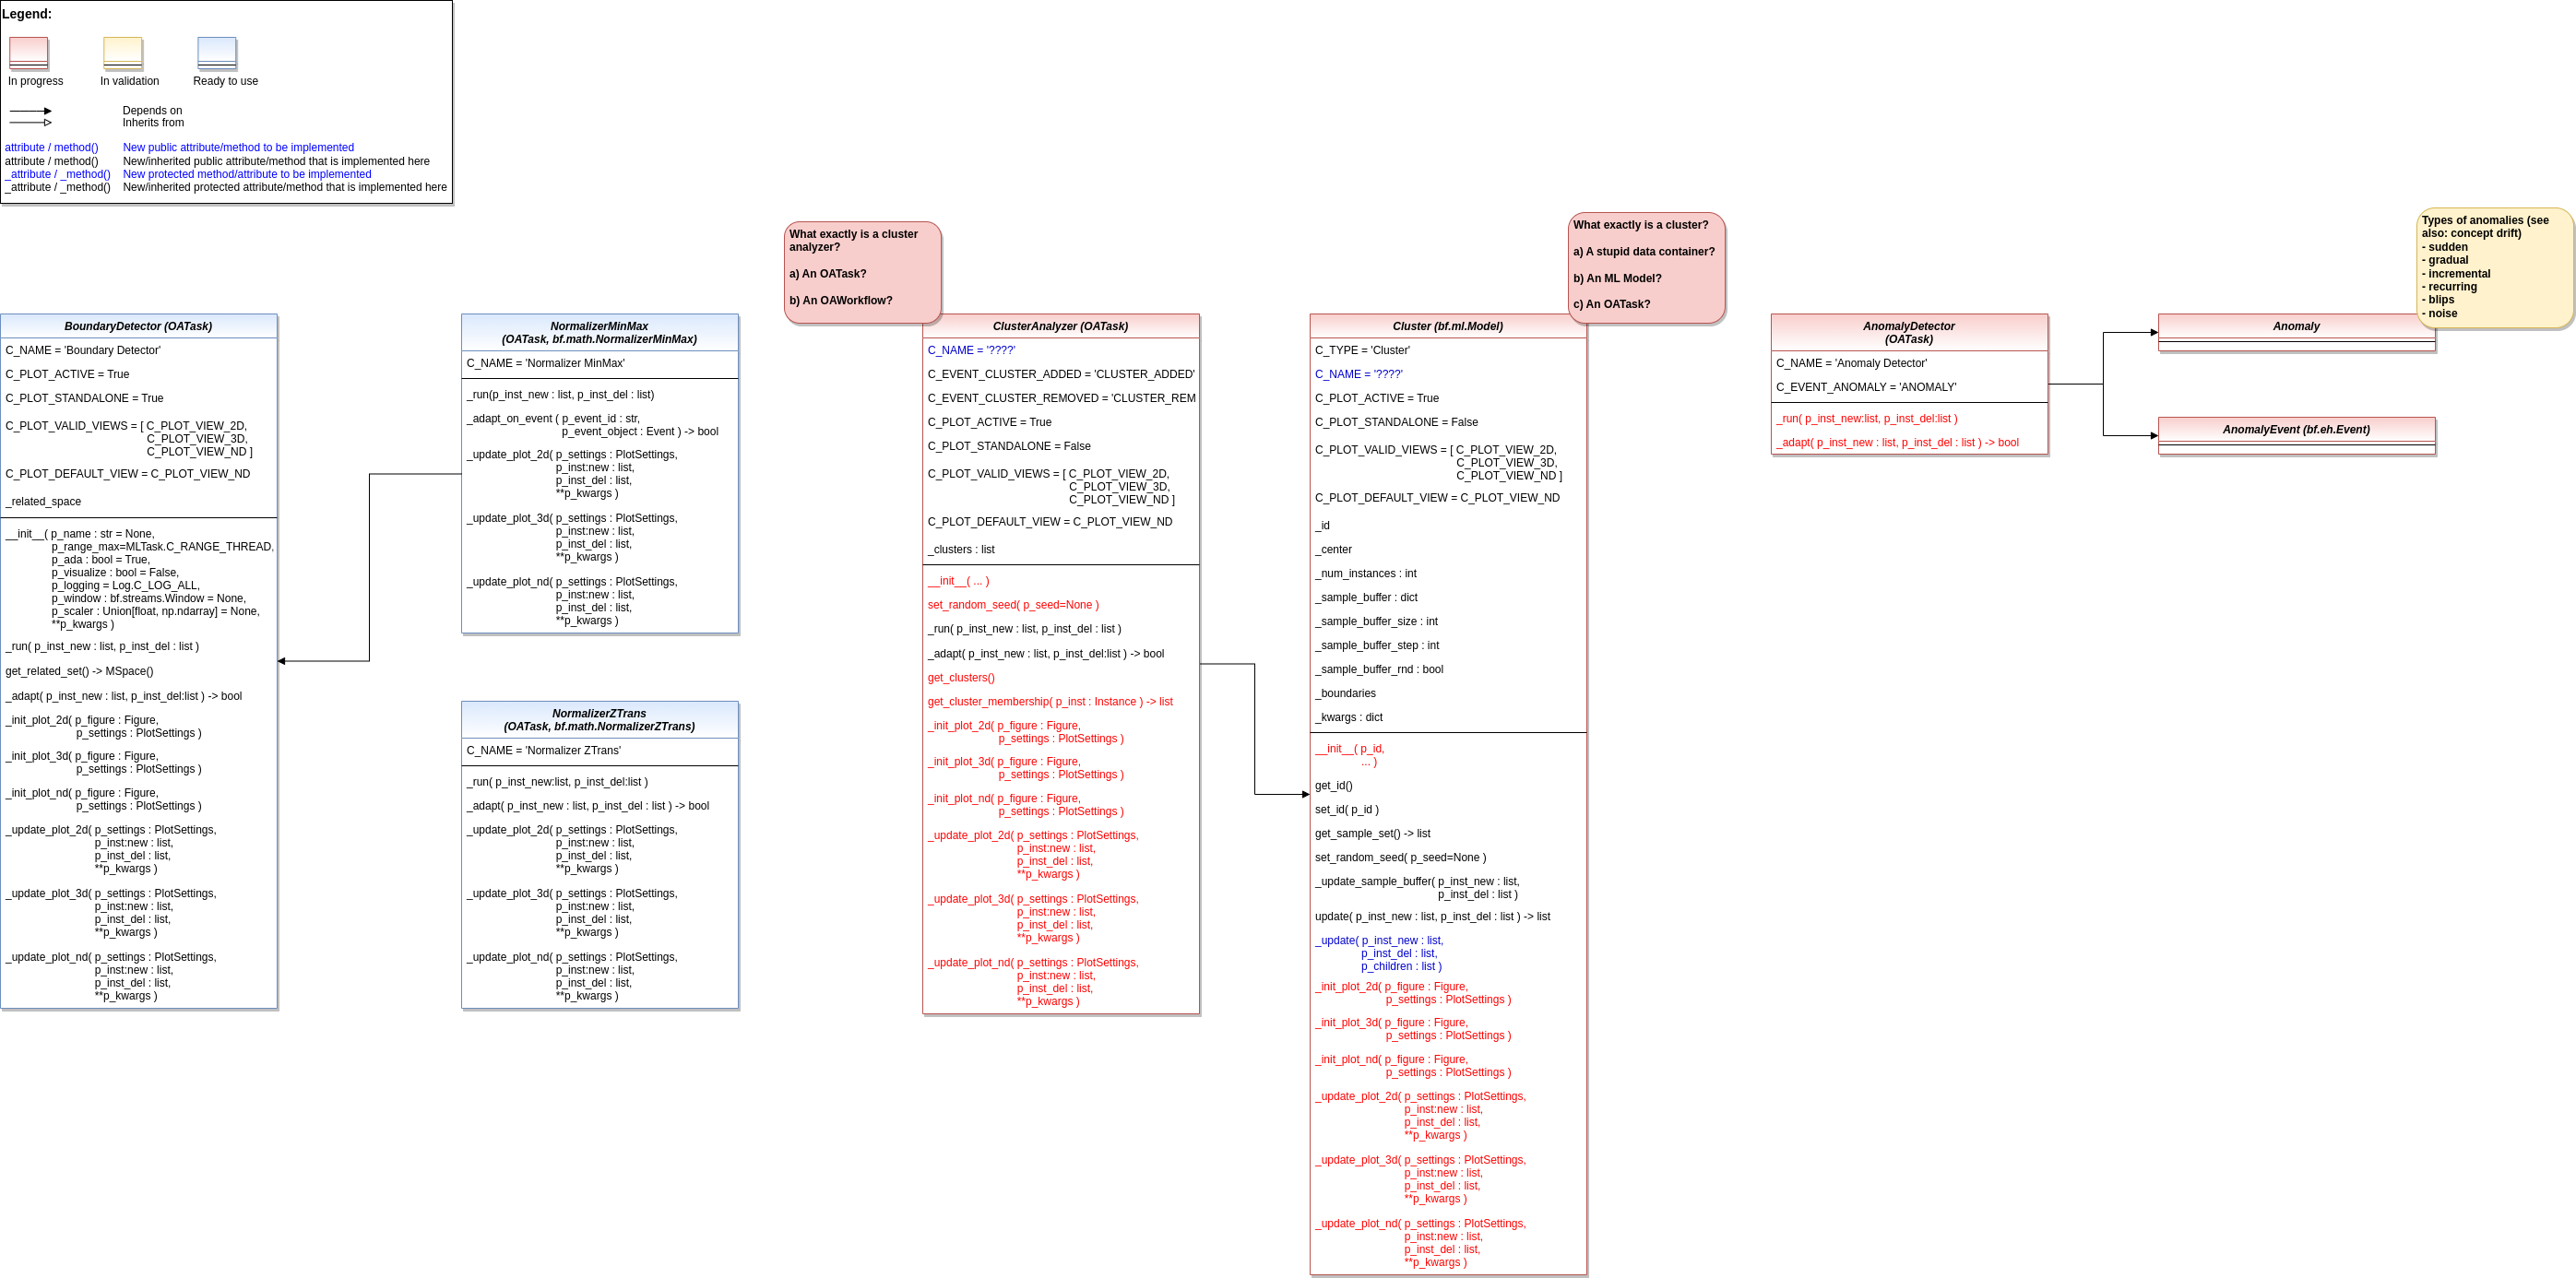 Legend:
In progress
In validation
Ready to use
Depends on
Inherits from
attribute / method() New public attribute/method to be implemented
attribute / method() New/inherited public attribute/method that is implemented here
_attribute / _method() New protected method/attribute to be implemented
_attribute / _method() New/inherited protected attribute/method that is implemented here
BoundaryDetector (OATask)
C_NAME = 'Boundary Detector'
C_PLOT_ACTIVE = True
C_PLOT_STANDALONE = True
C_PLOT_VALID_VIEWS = [ C_PLOT_VIEW_2D,
C_PLOT_VIEW_3D,
C_PLOT_VIEW_ND ]
C_PLOT_DEFAULT_VIEW = C_PLOT_VIEW_ND
_related_space
__init__( p_name : str = None,
p_range_max=MLTask.C_RANGE_THREAD,
p_ada : bool = True,
p_visualize : bool = False,
p_logging = Log.C_LOG_ALL,
p_window : bf.streams.Window = None,
p_scaler : Union[float, np.ndarray] = None,
**p_kwargs )
_run( p_inst_new : list, p_inst_del : list )
get_related_set() -> MSpace()
_adapt( p_inst_new : list, p_inst_del:list ) -> bool
_init_plot_2d( p_figure : Figure,
p_settings : PlotSettings )
_init_plot_3d( p_figure : Figure,
p_settings : PlotSettings )
_init_plot_nd( p_figure : Figure,
p_settings : PlotSettings )
_update_plot_2d( p_settings : PlotSettings,
p_inst:new : list,
p_inst_del : list,
**p_kwargs )
_update_plot_3d( p_settings : PlotSettings,
p_inst:new : list,
p_inst_del : list,
**p_kwargs )
_update_plot_nd( p_settings : PlotSettings,
p_inst:new : list,
p_inst_del : list,
**p_kwargs )
NormalizerMinMax
(OATask, bf.math.NormalizerMinMax)
C_NAME = 'Normalizer MinMax'
_run(p_inst_new : list, p_inst_del : list)
_adapt_on_event ( p_event_id : str,
p_event_object : Event ) -> bool
_update_plot_2d( p_settings : PlotSettings,
p_inst:new : list,
p_inst_del : list,
**p_kwargs )
_update_plot_3d( p_settings : PlotSettings,
p_inst:new : list,
p_inst_del : list,
**p_kwargs )
_update_plot_nd( p_settings : PlotSettings,
p_inst:new : list,
p_inst_del : list,
**p_kwargs )
NormalizerZTrans
(OATask, bf.math.NormalizerZTrans)
C_NAME = 'Normalizer ZTrans'
_run( p_inst_new:list, p_inst_del:list )
_adapt( p_inst_new : list, p_inst_del : list ) -> bool
_update_plot_2d( p_settings : PlotSettings,
p_inst:new : list,
p_inst_del : list,
**p_kwargs )
_update_plot_3d( p_settings : PlotSettings,
p_inst:new : list,
p_inst_del : list,
**p_kwargs )
_update_plot_nd( p_settings : PlotSettings,
p_inst:new : list,
p_inst_del : list,
**p_kwargs )
What exactly is a cluster
analyzer?
a) An OATask?
b) An OAWorkflow?
ClusterAnalyzer (OATask)
C_NAME = '????'
C_EVENT_CLUSTER_ADDED = 'CLUSTER_ADDED'
C_EVENT_CLUSTER_REMOVED = 'CLUSTER_REM
C_PLOT_ACTIVE = True
C_PLOT_STANDALONE = False
C_PLOT_VALID_VIEWS = [ C_PLOT_VIEW_2D,
C_PLOT_VIEW_3D,
C_PLOT_VIEW_ND ]
C_PLOT_DEFAULT_VIEW = C_PLOT_VIEW_ND
_clusters : list
__init__( ... )
set_random_seed( p_seed=None )
_run( p_inst_new : list, p_inst_del : list )
_adapt( p_inst_new : list, p_inst_del:list ) -> bool
get_clusters()
get_cluster_membership( p_inst : Instance ) -> list
_init_plot_2d( p_figure : Figure,
p_settings : PlotSettings )
_init_plot_3d( p_figure : Figure,
p_settings : PlotSettings )
_init_plot_nd( p_figure : Figure,
p_settings : PlotSettings )
_update_plot_2d( p_settings : PlotSettings,
p_inst:new : list,
p_inst_del : list,
**p_kwargs )
_update_plot_3d( p_settings : PlotSettings,
p_inst:new : list,
p_inst_del : list,
**p_kwargs )
_update_plot_nd( p_settings : PlotSettings,
p_inst:new : list,
p_inst_del : list,
**p_kwargs )
What exactly is a cluster?
a) A stupid data container?
b) An ML Model?
c) An OATask?
Cluster (bf.ml.Model)
C_TYPE = 'Cluster'
C_NAME = '????'
C_PLOT_ACTIVE = True
C_PLOT_STANDALONE = False
C_PLOT_VALID_VIEWS = [ C_PLOT_VIEW_2D,
C_PLOT_VIEW_3D,
C_PLOT_VIEW_ND ]
C_PLOT_DEFAULT_VIEW = C_PLOT_VIEW_ND
_id
_center
_num_instances : int
_sample_buffer : dict
_sample_buffer_size : int
_sample_buffer_step : int
_sample_buffer_rnd : bool
_boundaries
_kwargs : dict
__init__( p_id,
... )
get_id()
set_id( p_id )
get_sample_set() -> list
set_random_seed( p_seed=None )
_update_sample_buffer( p_inst_new : list,
p_inst_del : list )
update( p_inst_new : list, p_inst_del : list ) -> list
_update( p_inst_new : list,
p_inst_del : list,
p_children : list )
_init_plot_2d( p_figure : Figure,
p_settings : PlotSettings )
_init_plot_3d( p_figure : Figure,
p_settings : PlotSettings )
_init_plot_nd( p_figure : Figure,
p_settings : PlotSettings )
_update_plot_2d( p_settings : PlotSettings,
p_inst:new : list,
p_inst_del : list,
**p_kwargs )
_update_plot_3d( p_settings : PlotSettings,
p_inst:new : list,
p_inst_del : list,
**p_kwargs )
_update_plot_nd( p_settings : PlotSettings,
p_inst:new : list,
p_inst_del : list,
**p_kwargs )
AnomalyDetector
(OATask)
C_NAME = 'Anomaly Detector'
C_EVENT_ANOMALY = 'ANOMALY'
_run( p_inst_new:list, p_inst_del:list )
_adapt( p_inst_new : list, p_inst_del : list ) -> bool
Types of anomalies (see
also: concept drift)
- sudden
- gradual
- incremental
- recurring
- blips
- noise
Anomaly
AnomalyEvent (bf.eh.Event)